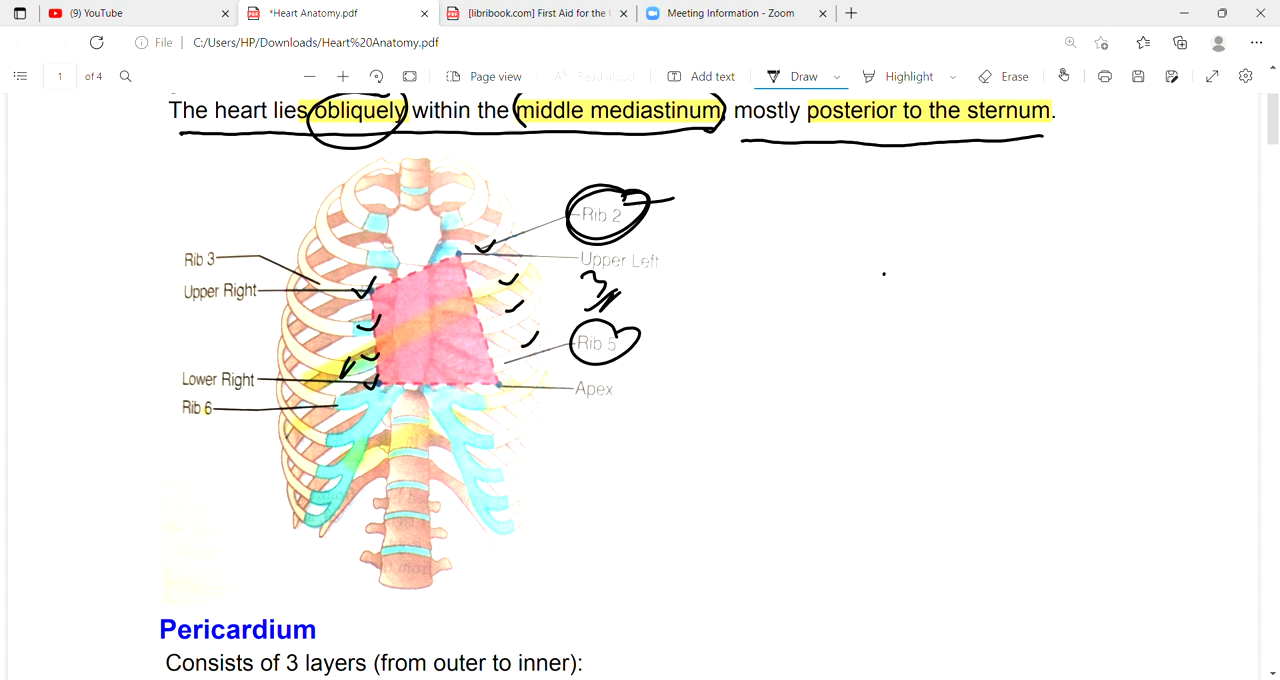 (9) YouTube
*Heart Anatomy.pdf
[libribook.com] First Aid for the
Meeting Information - Zoom
File
C:/Users/HP/Downloads/Heart%20Anatomy.pdf
1 of 4
Page view
Read aloud
Add text
Draw
Highlight
Erase
The heart lies obliquely within the middle mediastinum, mostly posterior to the sternum.
Rib 2
Rib 3
Upper Left
Upper Right
3
Rib 5
Lower Right
Apex
Rib 6
Pericardium
Consists of 3 layers (from outer to inner):